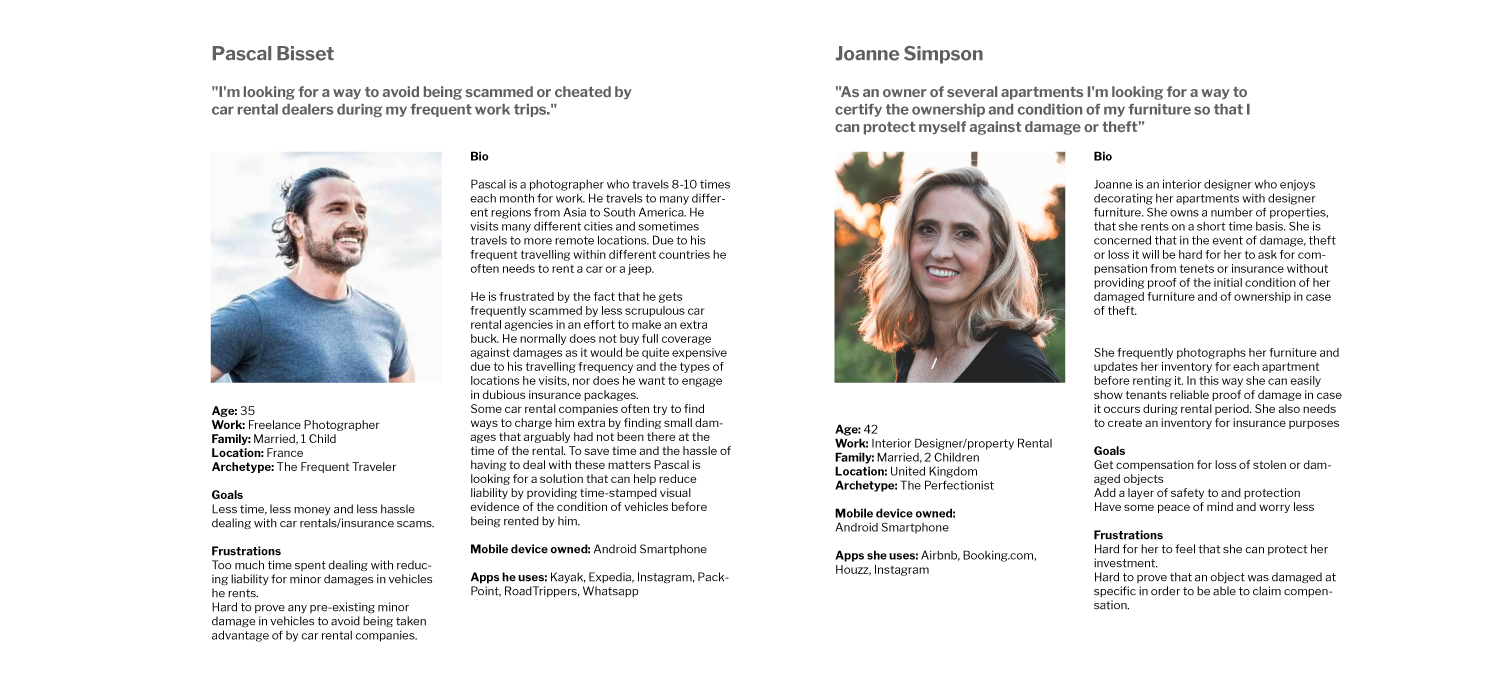 Pascal Bisset
"I'm looking for a way to avoid being scammed or cheated by
car rental dealers during my frequent work trips."
Bio
Pascal is a photographer who travels 8-10 times
each month for work. He travels to many differ-
ent regions from Asia to South America. He
visits many different cities and sometimes
travels to more remote locations. Due to his
frequent travelling within different countries he
often needs to rent a car or a jeep.
He is frustrated by the fact that he gets
frequently scammed by less scrupulous car
rental agencies in an effort to make an extra
buck. He normally does not buy full coverage
against damages as it would be quite expensive
due to his travelling frequency and the types of
locations he visits, nor does he want to engage
in dubious insurance packages.
Some car rental companies often try to find
ways to charge him extra by finding small dam-
ages that arguably had not been there at the
time of the rental. To save time and the hassle of
having to deal with these matters Pascal is
looking for a solution that can help reduce
liability by providing time-stamped visual
evidence of the condition of vehicles before
being rented by him.
Mobile device owned: Android Smartphone
Apps he uses: Kayak, Expedia, Instagram, Pack-
Point, RoadTrippers, Whatsapp
Age: 35
Work: Freelance Photographer
Family: Married, 1 Child
Location: France
Archetype: The Frequent Traveler
Goals
Less time, less money and less hassle
dealing with car rentals/insurance scams.
Frustrations
Too much time spent dealing with reduc-
ing liability for minor damages in vehicles
he rents.
Hard to prove any pre-existing minor
damage in vehicles to avoid being taken
advantage of by car rental companies.
Joanne Simpson
"As an owner of several apartments I'm looking for a way to
certify the ownership and condition of my furniture so that I
can protect myself against damage or theft”
Bio
Joanne is an interior designer who enjoys
decorating her apartments with designer
furniture. She owns a number of properties,
that she rents on a short time basis. She is
concerned that in the event of damage, theft
or loss it will be hard for her to ask for com-
pensation from tenets or insurance without
providing proof of the initial condition of her
damaged furniture and of ownership in case
of theft.
She frequently photographs her furniture and
updates her inventory for each apartment
before renting it. In this way she can easily
show tenants reliable proof of damage in case
it occurs during rental period. She also needs
to create an inventory for insurance purposes
Goals
Get compensation for loss of stolen or dam-
aged objects
Add a layer of safety to and protection
Have some peace of mind and worry less
Frustrations
Hard for her to feel that she can protect her
investment.
Hard to prove that an object was damaged at
specific in order to be able to claim compen-
sation.
Age: 42
Work: Interior Designer/property Rental
Family: Married, 2 Children
Location: United Kingdom
Archetype: The Perfectionist
Mobile device owned:
Android Smartphone
Apps she uses: Airbnb, Booking.com,
Houzz, Instagram